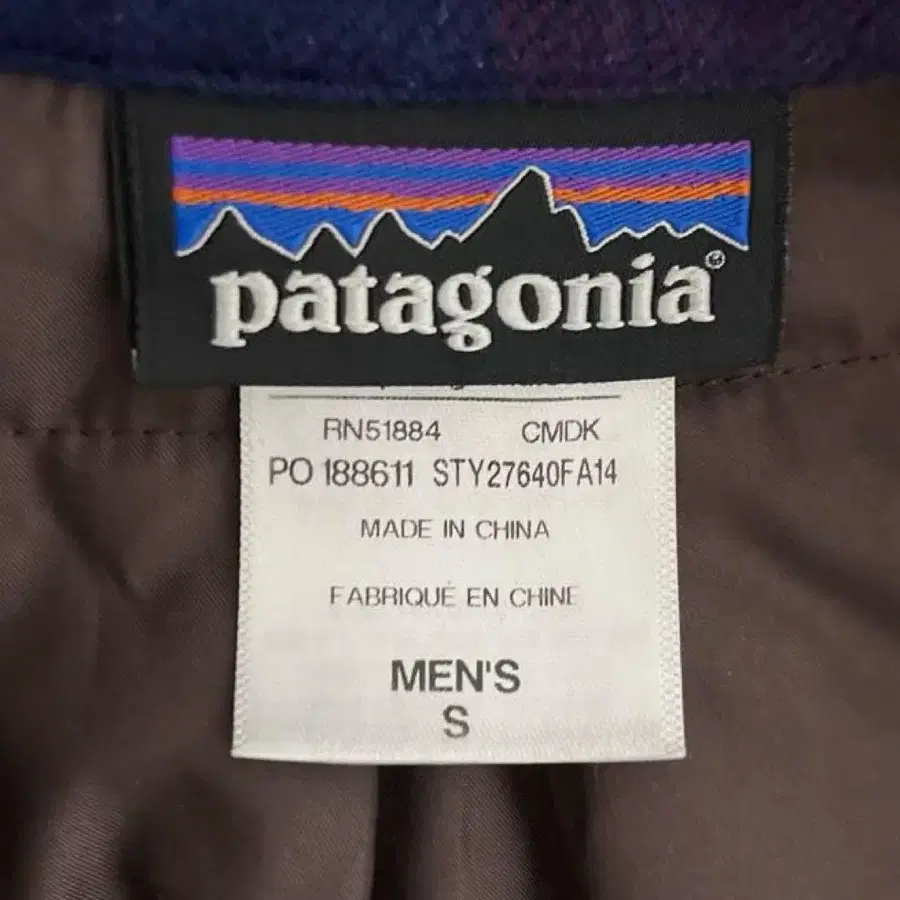 patagonia®
RN51884 CMDK
PO 188611 STY27640FA14
MADE IN CHINA
FABRIQUÉ EN CHINE
MEN'S
S